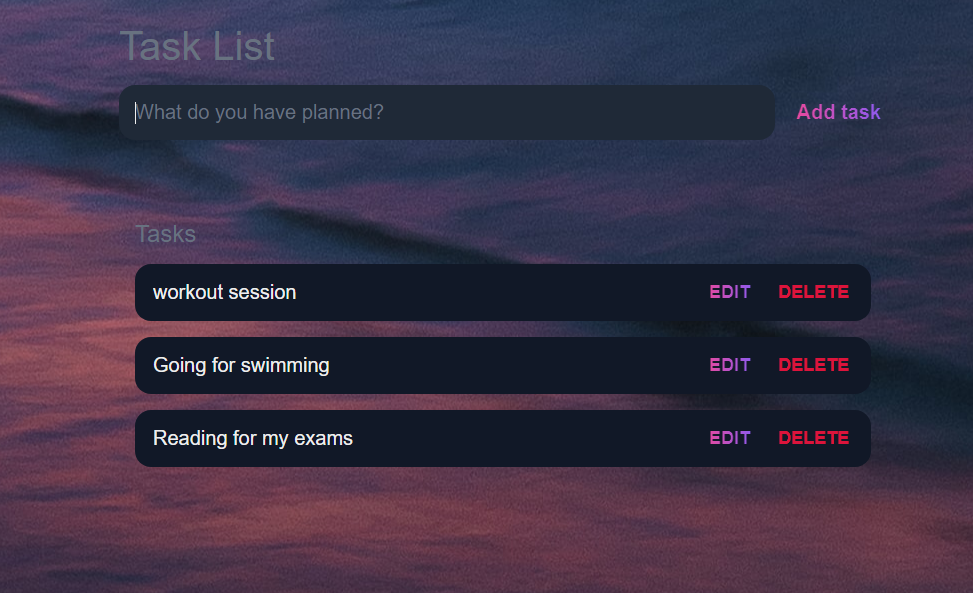 Task List
What do you have planned?
Add task
Tasks
workout session
EDIT
DELETE
Going for swimming
EDIT
DELETE
Reading for my exams
EDIT
DELETE